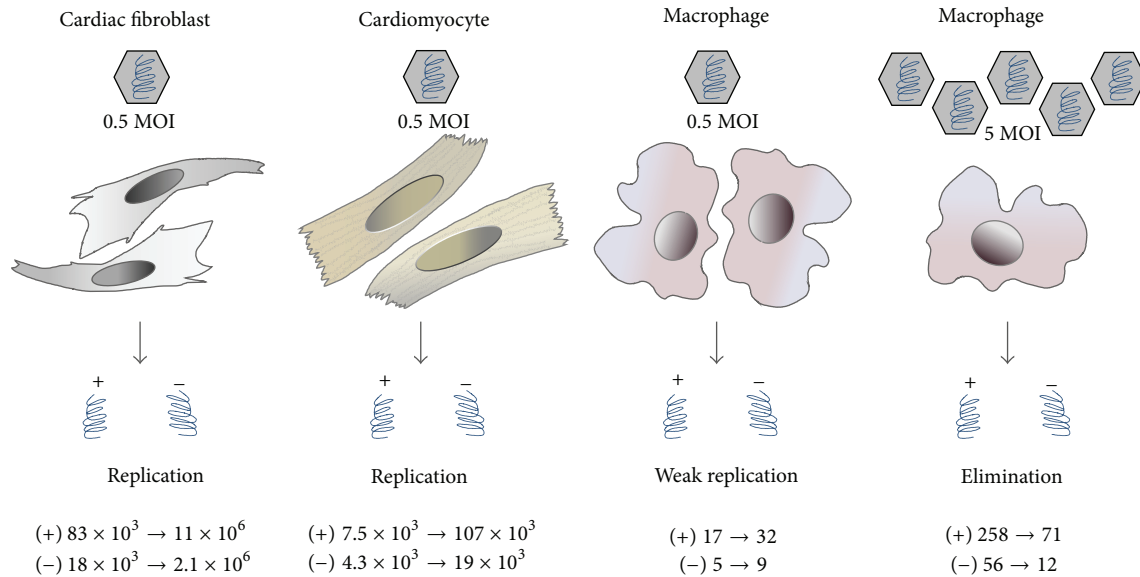 Cardiac fibroblast
Cardiomyocyte
Macrophage
Macrophage
0.5 MOI
0.5 MOI
0.5 MOI
5 MOI
+ −
+ −
+ −
+ −
Replication
Replication
Weak replication
Elimination
(+) 83 × 10³ → 11 × 10⁶
(−) 18 × 10³ → 2.1 × 10⁶
(+) 7.5 × 10³ → 107 × 10³
(−) 4.3 × 10³ → 19 × 10³
(+) 17 → 32
(−) 5 → 9
(+) 258 → 71
(−) 56 → 12